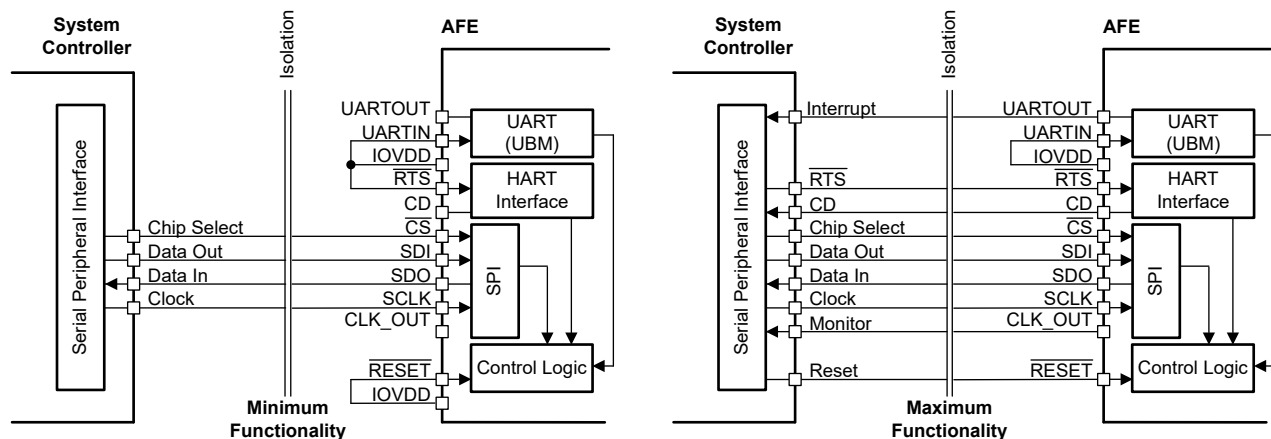 System
Controller
Isolation
AFE
UARTOUT
UARTIN
IOVDD
RTS
CD
CS
SDI
SDO
SCLK
CLK_OUT
RESET
IOVDD
Chip Select
Data Out
Data In
Clock
Serial Peripheral Interface
UART
(UBM)
HART
Interface
SPI
Control Logic
Minimum
Functionality
System
Controller
Isolation
AFE
Interrupt
RTS
CD
Chip Select
Data Out
Data In
Clock
Monitor
Reset
UARTOUT
UARTIN
IOVDD
RTS
CD
CS
SDI
SDO
SCLK
CLK_OUT
RESET
Serial Peripheral Interface
UART
(UBM)
HART
Interface
SPI
Control Logic
Maximum
Functionality